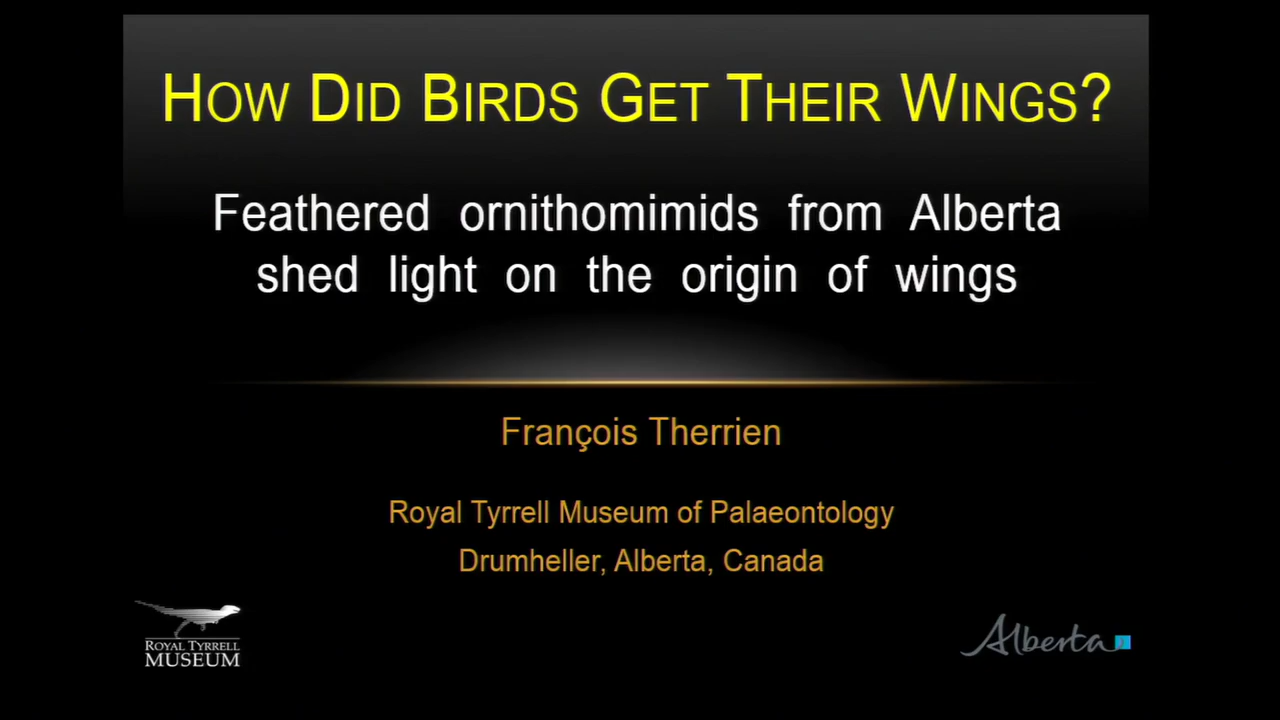 HOW DID BIRDS GET THEIR WINGS?
Feathered ornithomimids from Alberta
shed light on the origin of wings
François Therrien
Royal Tyrrell Museum of Palaeontology
Drumheller, Alberta, Canada
ROYAL TYRRELL
MUSEUM
Alberta